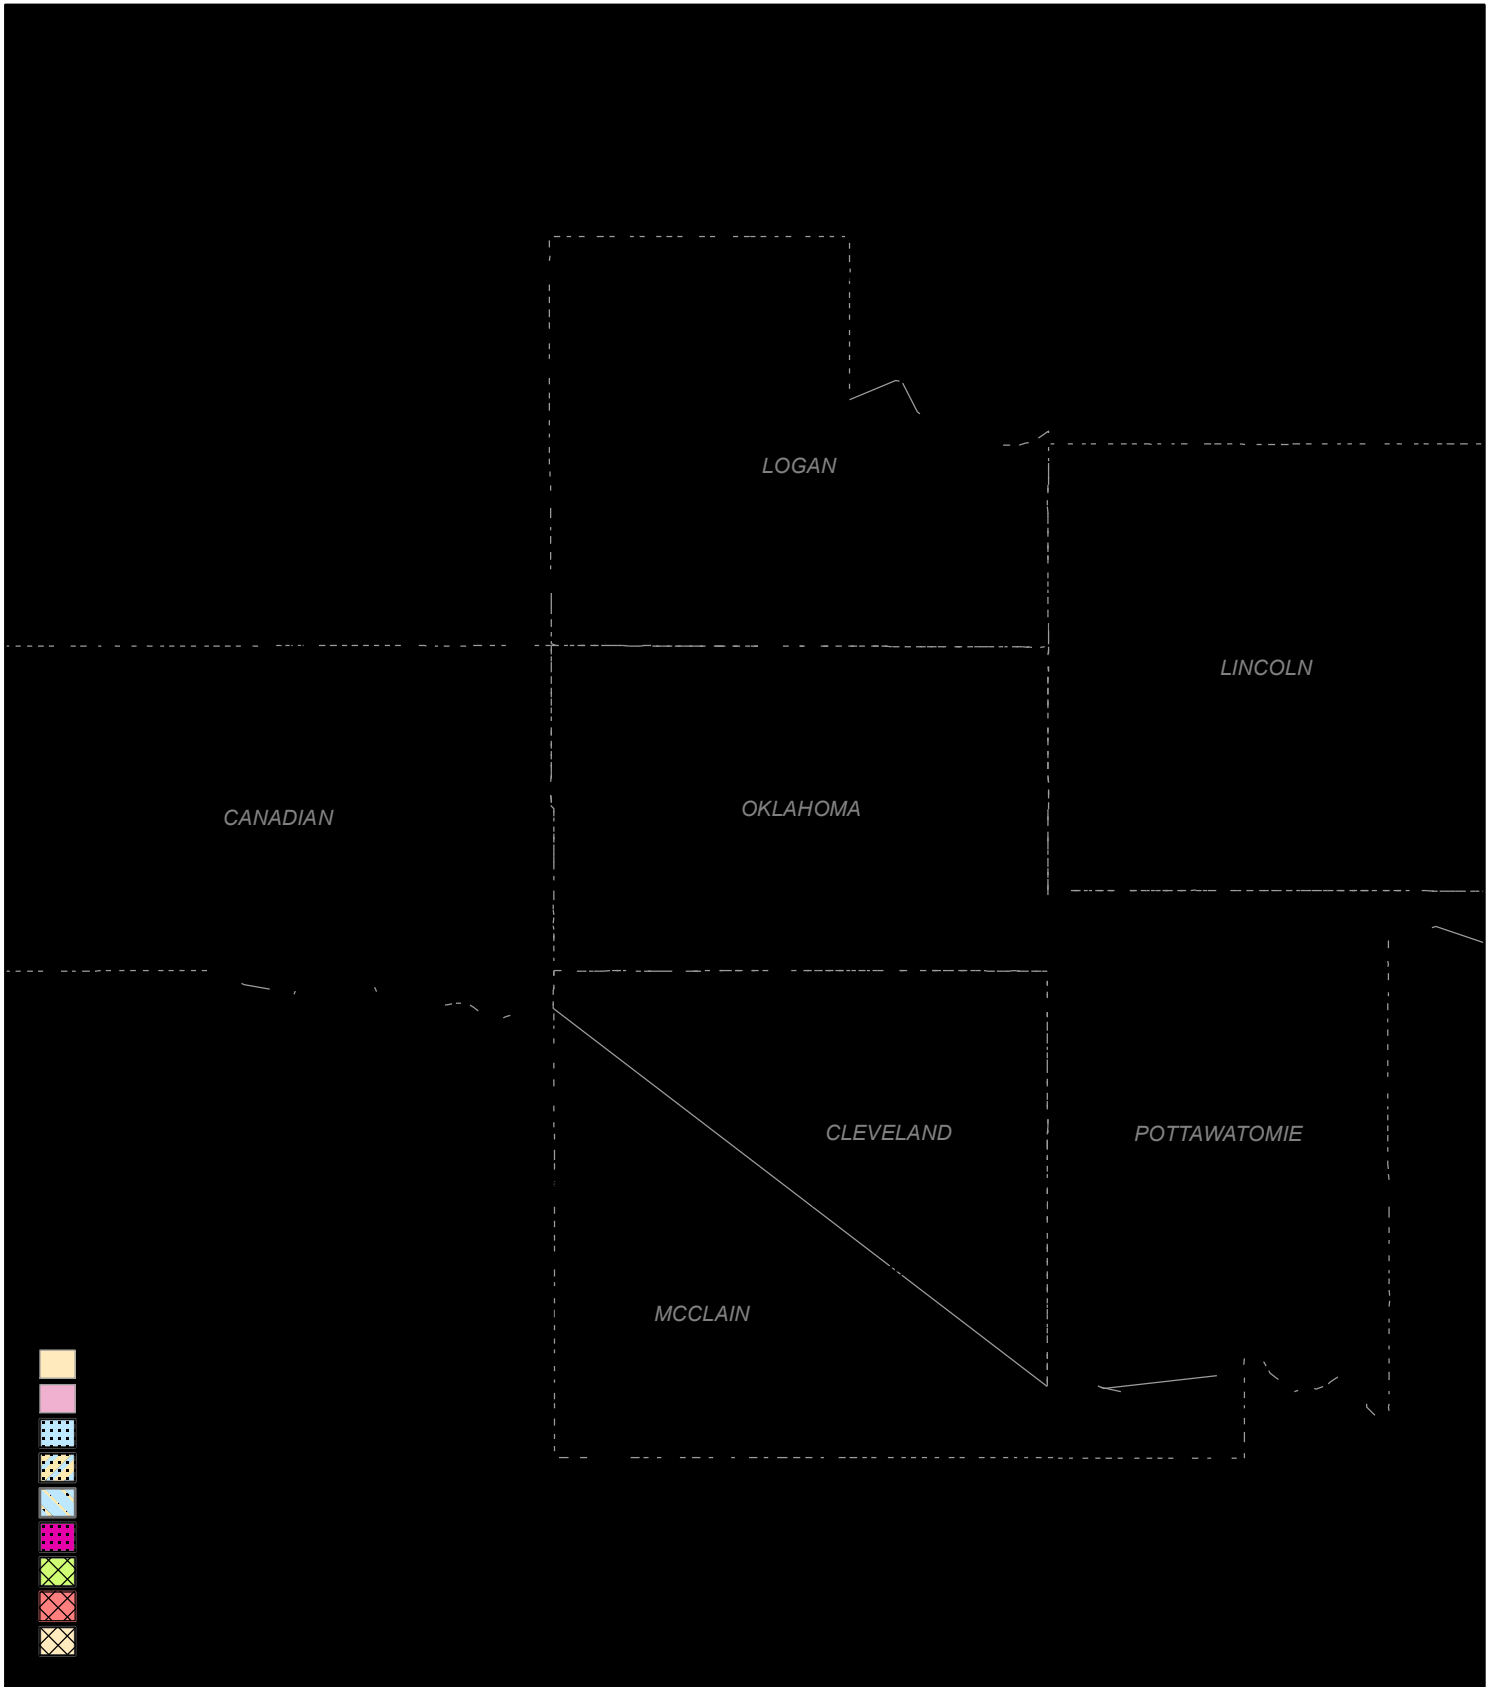 LOGAN
LINCOLN
OKLAHOMA
CANADIAN
CLEVELAND
POTTAWATOMIE
MCCLAIN